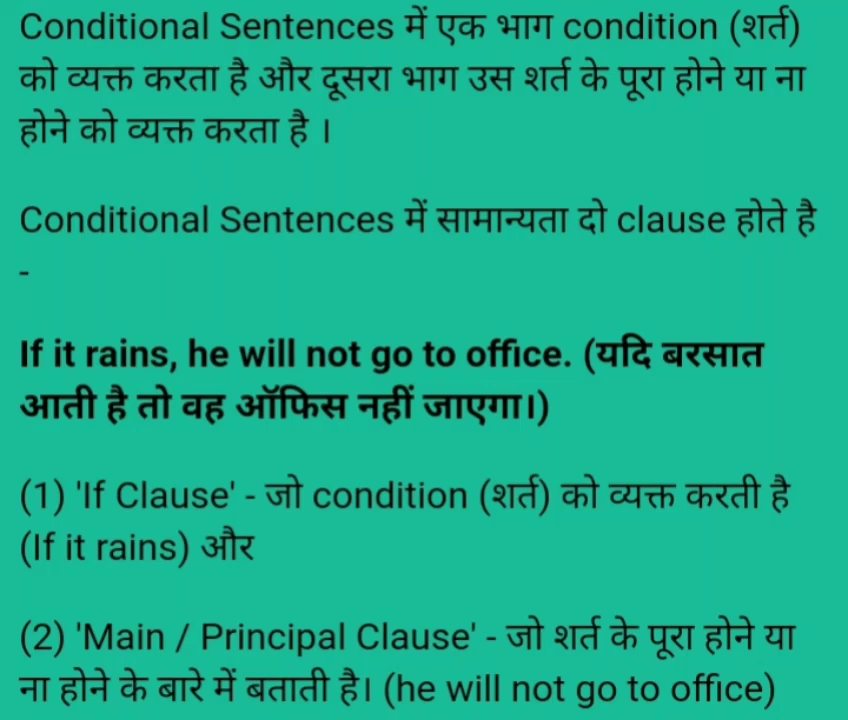 Conditional Sentences में एक भाग condition (शर्त)
को व्यक्त करता है और दूसरा भाग उस शर्त के पूरा होने या ना
होने को व्यक्त करता है ।
Conditional Sentences में सामान्यता दो clause होते है
-
If it rains, he will not go to office. (यदि बरसात
आती है तो वह ऑफिस नहीं जाएगा।)
(1) 'If Clause' - जो condition (शर्त) को व्यक्त करती है
(If it rains) और
(2) 'Main / Principal Clause' - जो शर्त के पूरा होने या
ना होने के बारे में बताती है। (he will not go to office)